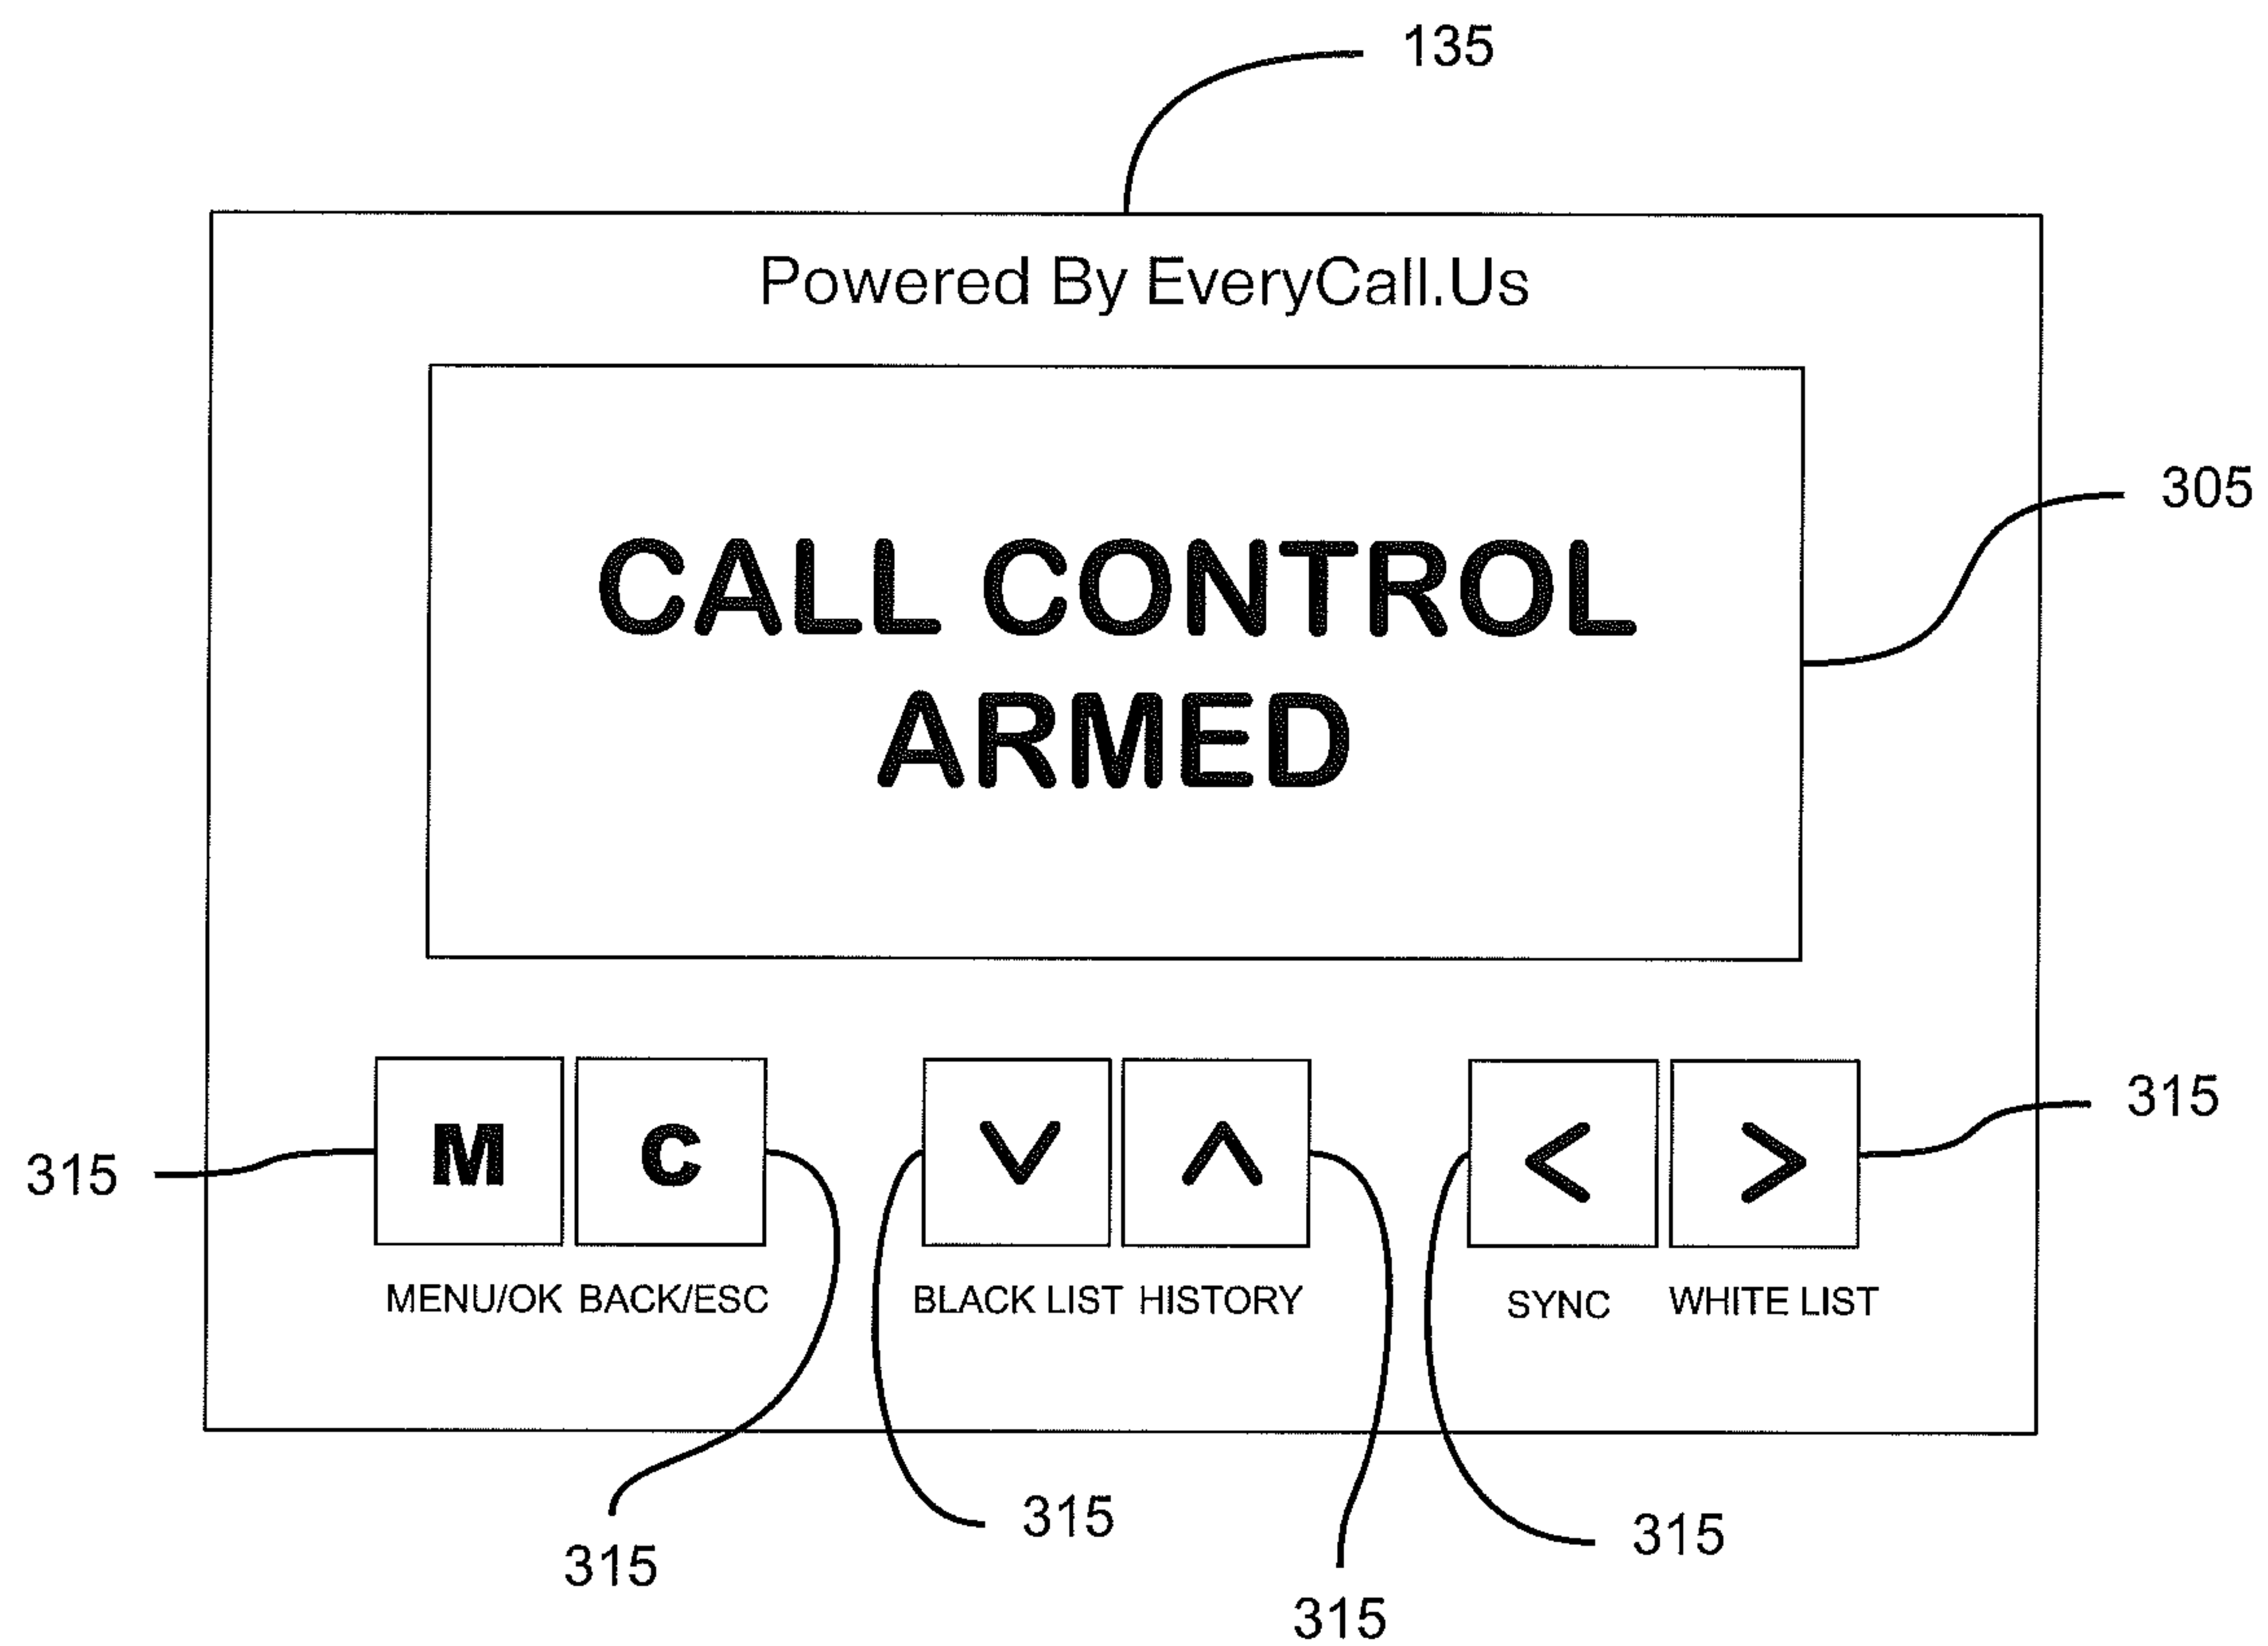 135
Powered By EveryCall.Us
305
CALL CONTROL
ARMED
315
M C V Λ < >
315
MENU/OK BACK/ESC BLACK LIST HISTORY SYNC WHITE LIST
315
315
315
315